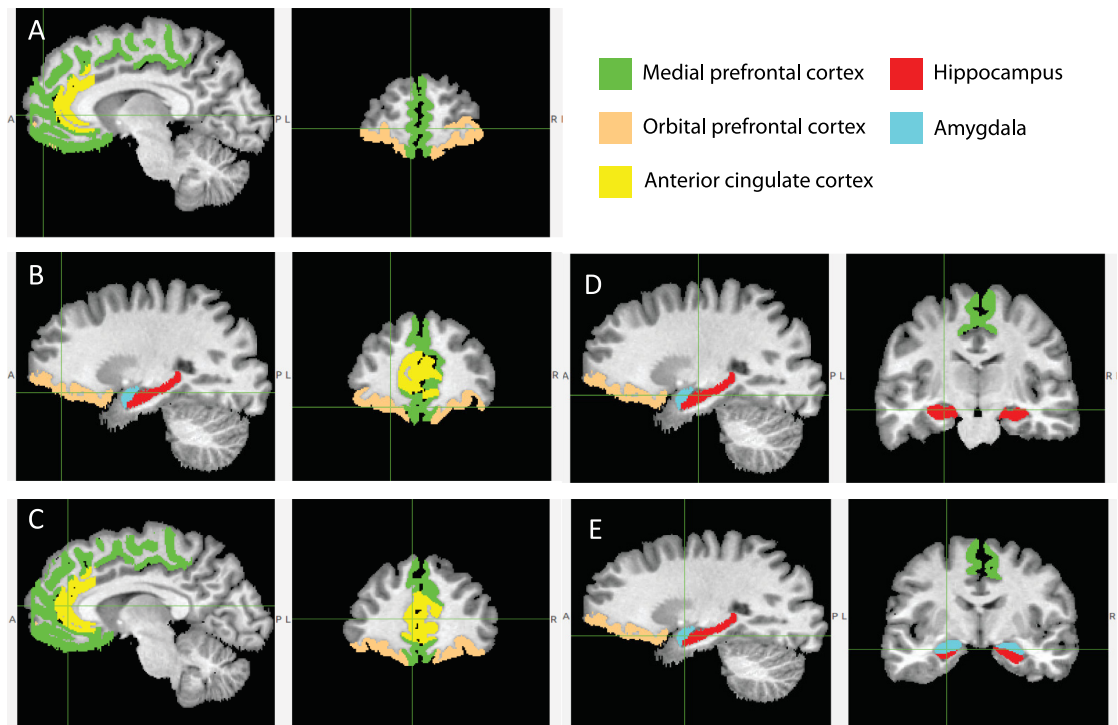 A
A
P L
R
Medial prefrontal cortex
Hippocampus
Orbital prefrontal cortex
Amygdala
Anterior cingulate cortex
B
A
P L
R
D
A
P L
R
C
A
P L
R
E
A
P L
R